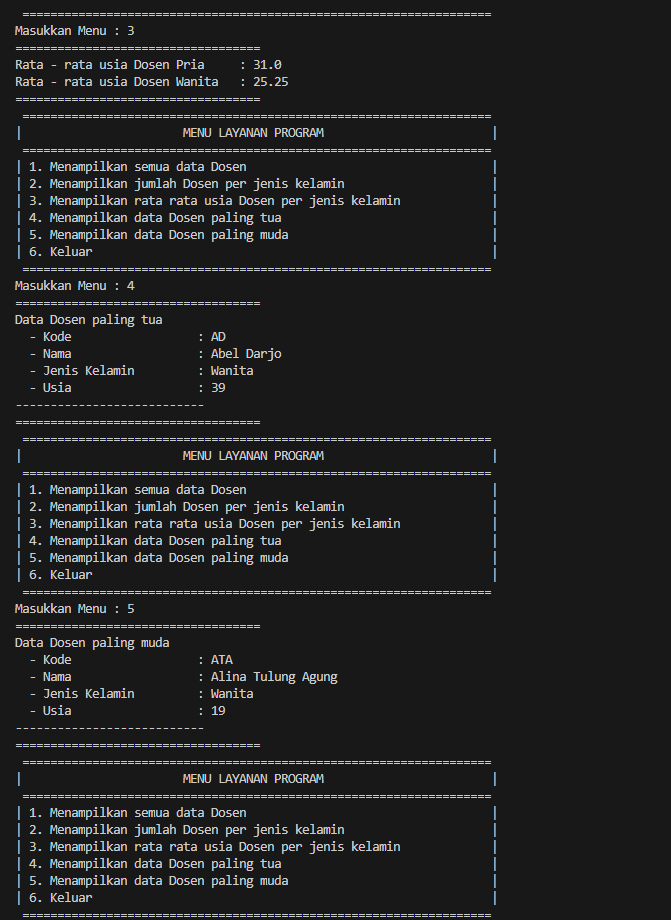 ===================================================================
Masukkan Menu : 3
===================================
Rata - rata usia Dosen Pria     : 31.0
Rata - rata usia Dosen Wanita   : 25.25
===================================
 ===================================================================
|                       MENU LAYANAN PROGRAM                        |
 ===================================================================
| 1. Menampilkan semua data Dosen                                   |
| 2. Menampilkan jumlah Dosen per jenis kelamin                     |
| 3. Menampilkan rata rata usia Dosen per jenis kelamin             |
| 4. Menampilkan data Dosen paling tua                              |
| 5. Menampilkan data Dosen paling muda                             |
| 6. Keluar                                                         |
 ===================================================================
Masukkan Menu : 4
===================================
Data Dosen paling tua
  - Kode                  : AD
  - Nama                  : Abel Darjo
  - Jenis Kelamin         : Wanita
  - Usia                  : 39
---------------------------
===================================
 ===================================================================
|                       MENU LAYANAN PROGRAM                        |
 ===================================================================
| 1. Menampilkan semua data Dosen                                   |
| 2. Menampilkan jumlah Dosen per jenis kelamin                     |
| 3. Menampilkan rata rata usia Dosen per jenis kelamin             |
| 4. Menampilkan data Dosen paling tua                              |
| 5. Menampilkan data Dosen paling muda                             |
| 6. Keluar                                                         |
 ===================================================================
Masukkan Menu : 5
===================================
Data Dosen paling muda
  - Kode                  : ATA
  - Nama                  : Alina Tulung Agung
  - Jenis Kelamin         : Wanita
  - Usia                  : 19
---------------------------
===================================
 ===================================================================
|                       MENU LAYANAN PROGRAM                        |
 ===================================================================
| 1. Menampilkan semua data Dosen                                   |
| 2. Menampilkan jumlah Dosen per jenis kelamin                     |
| 3. Menampilkan rata rata usia Dosen per jenis kelamin             |
| 4. Menampilkan data Dosen paling tua                              |
| 5. Menampilkan data Dosen paling muda                             |
| 6. Keluar                                                         |
 ===================================================================